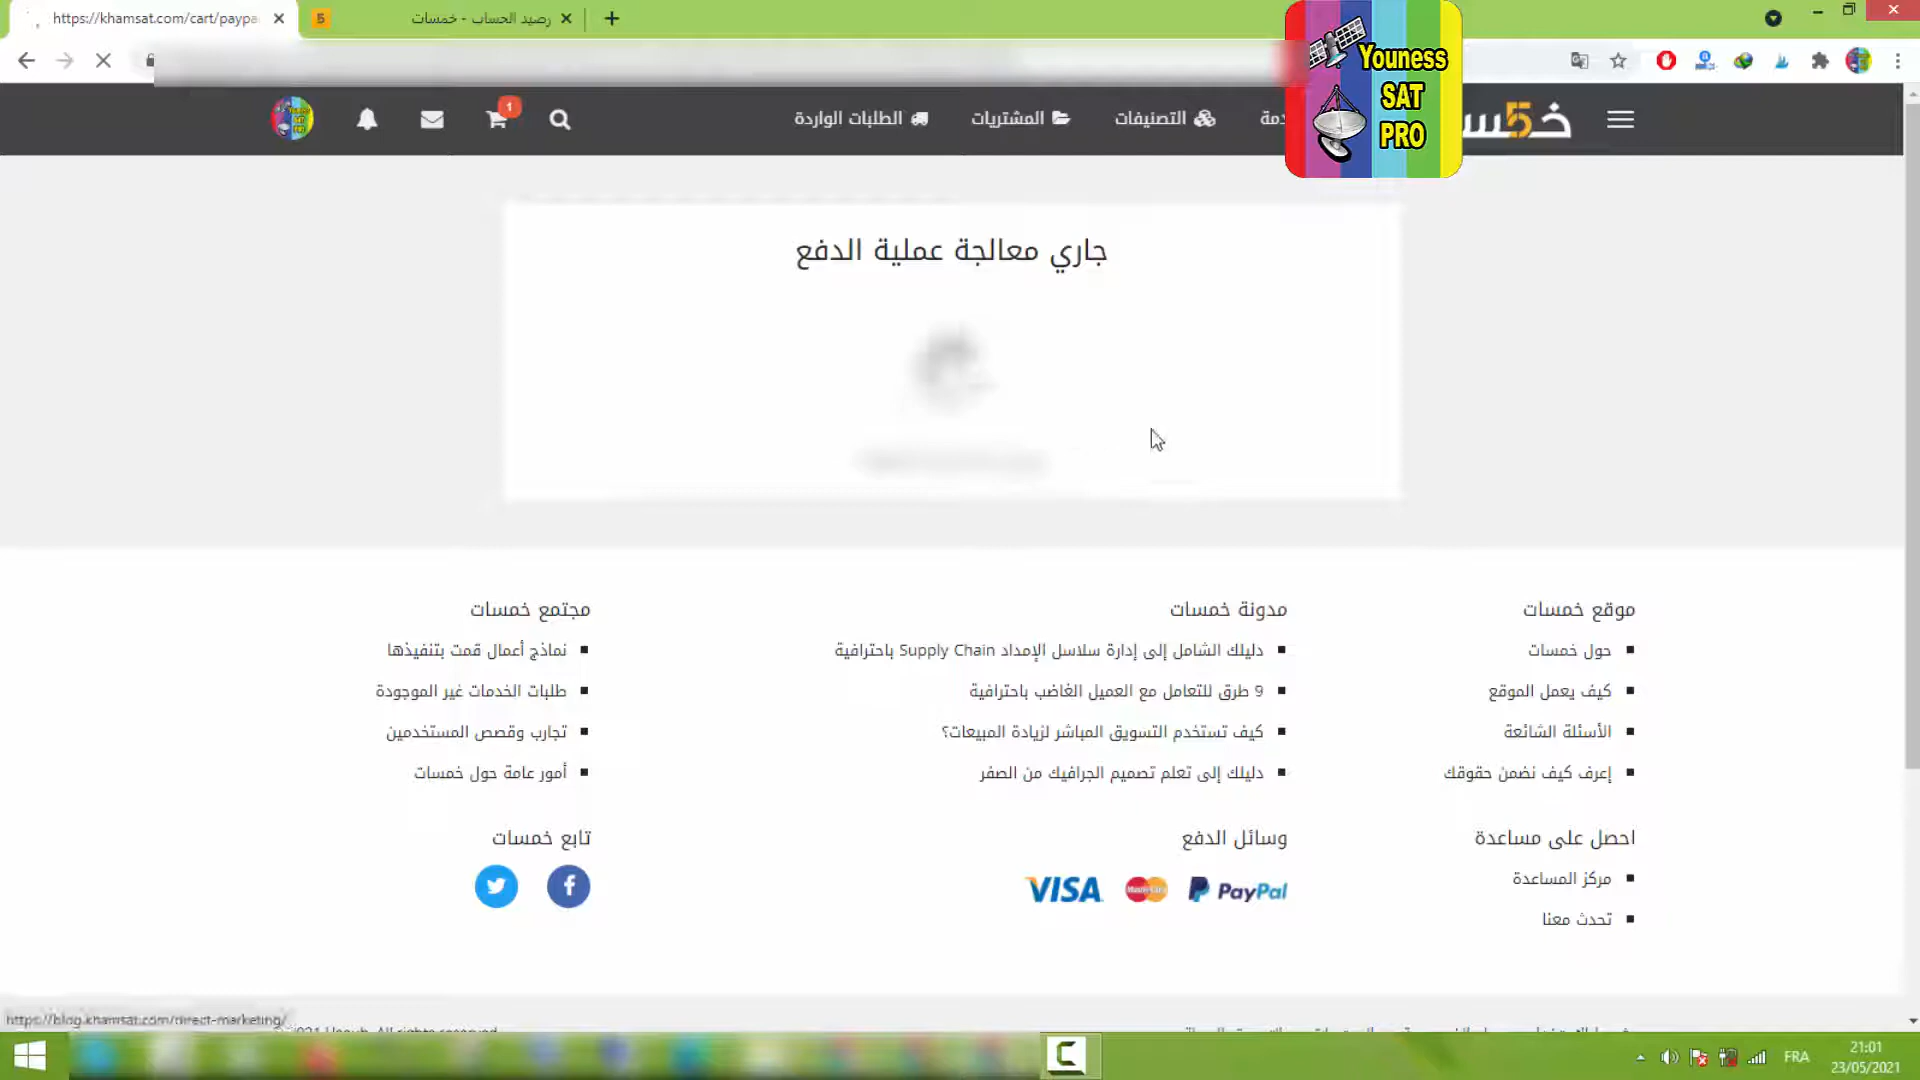 https://khamsat.com/cart/paypa
رصيد الحساب - خمسات
Youness
SAT
PRO
1
الطلبات الواردة
المشتريات
التصنيفات
جاري معالجة عملية الدفع
موقع خمسات
حول خمسات
كيف يعمل الموقع
الأسئلة الشائعة
إعرف كيف نضمن حقوقك
مدونة خمسات
دليلك الشامل إلى إدارة سلاسل الإمداد Supply Chain باحترافية
9 طرق للتعامل مع العميل الغاضب باحترافية
كيف تستخدم التسويق المباشر لزيادة المبيعات؟
دليلك إلى تعلم تصميم الجرافيك من الصفر
مجتمع خمسات
نماذج أعمال قمت بتنفيذها
طلبات الخدمات غير الموجودة
تجارب وقصص المستخدمين
أمور عامة حول خمسات
احصل على مساعدة
مركز المساعدة
تحدث معنا
وسائل الدفع
VISA MasterCard PayPal
تابع خمسات
https://blog.khamsat.com/direct-marketing/
FRA
21:01
23/05/2021